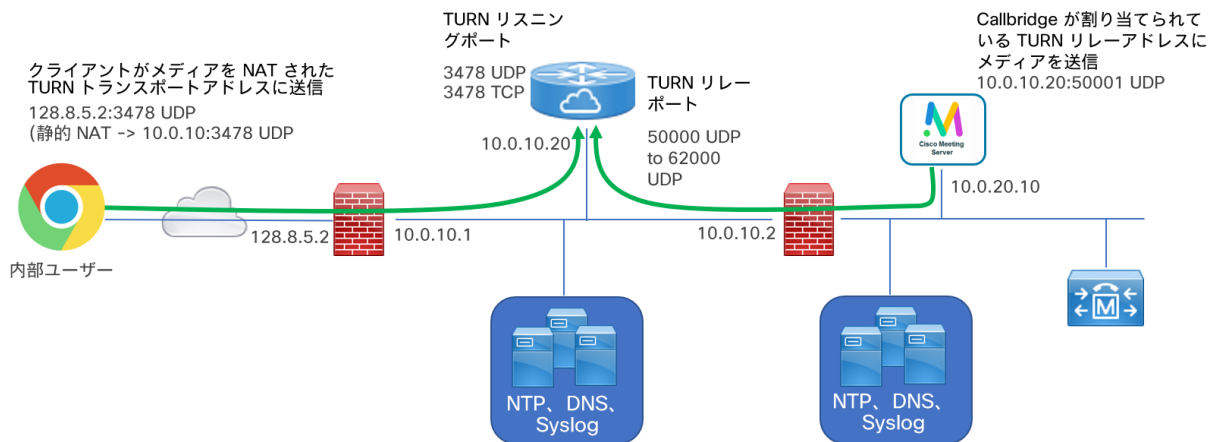 クライアントがメディアを NAT された
TURN トランスポートアドレスに送信
128.8.5.2:3478 UDP
(静的 NAT -> 10.0.10:3478 UDP
内部ユーザー
128.8.5.2
10.0.10.1
TURN リスニン
グポート
3478 UDP
3478 TCP
10.0.10.20
TURN リレー
ポート
50000 UDP
to 62000
UDP
10.0.10.2
Callbridge が割り当てられて
いる TURN リレーアドレスに
メディアを送信
10.0.10.20:50001 UDP
Cisco Meeting
Server
10.0.20.10
M
NTP、DNS、
Syslog
NTP、DNS、
Syslog